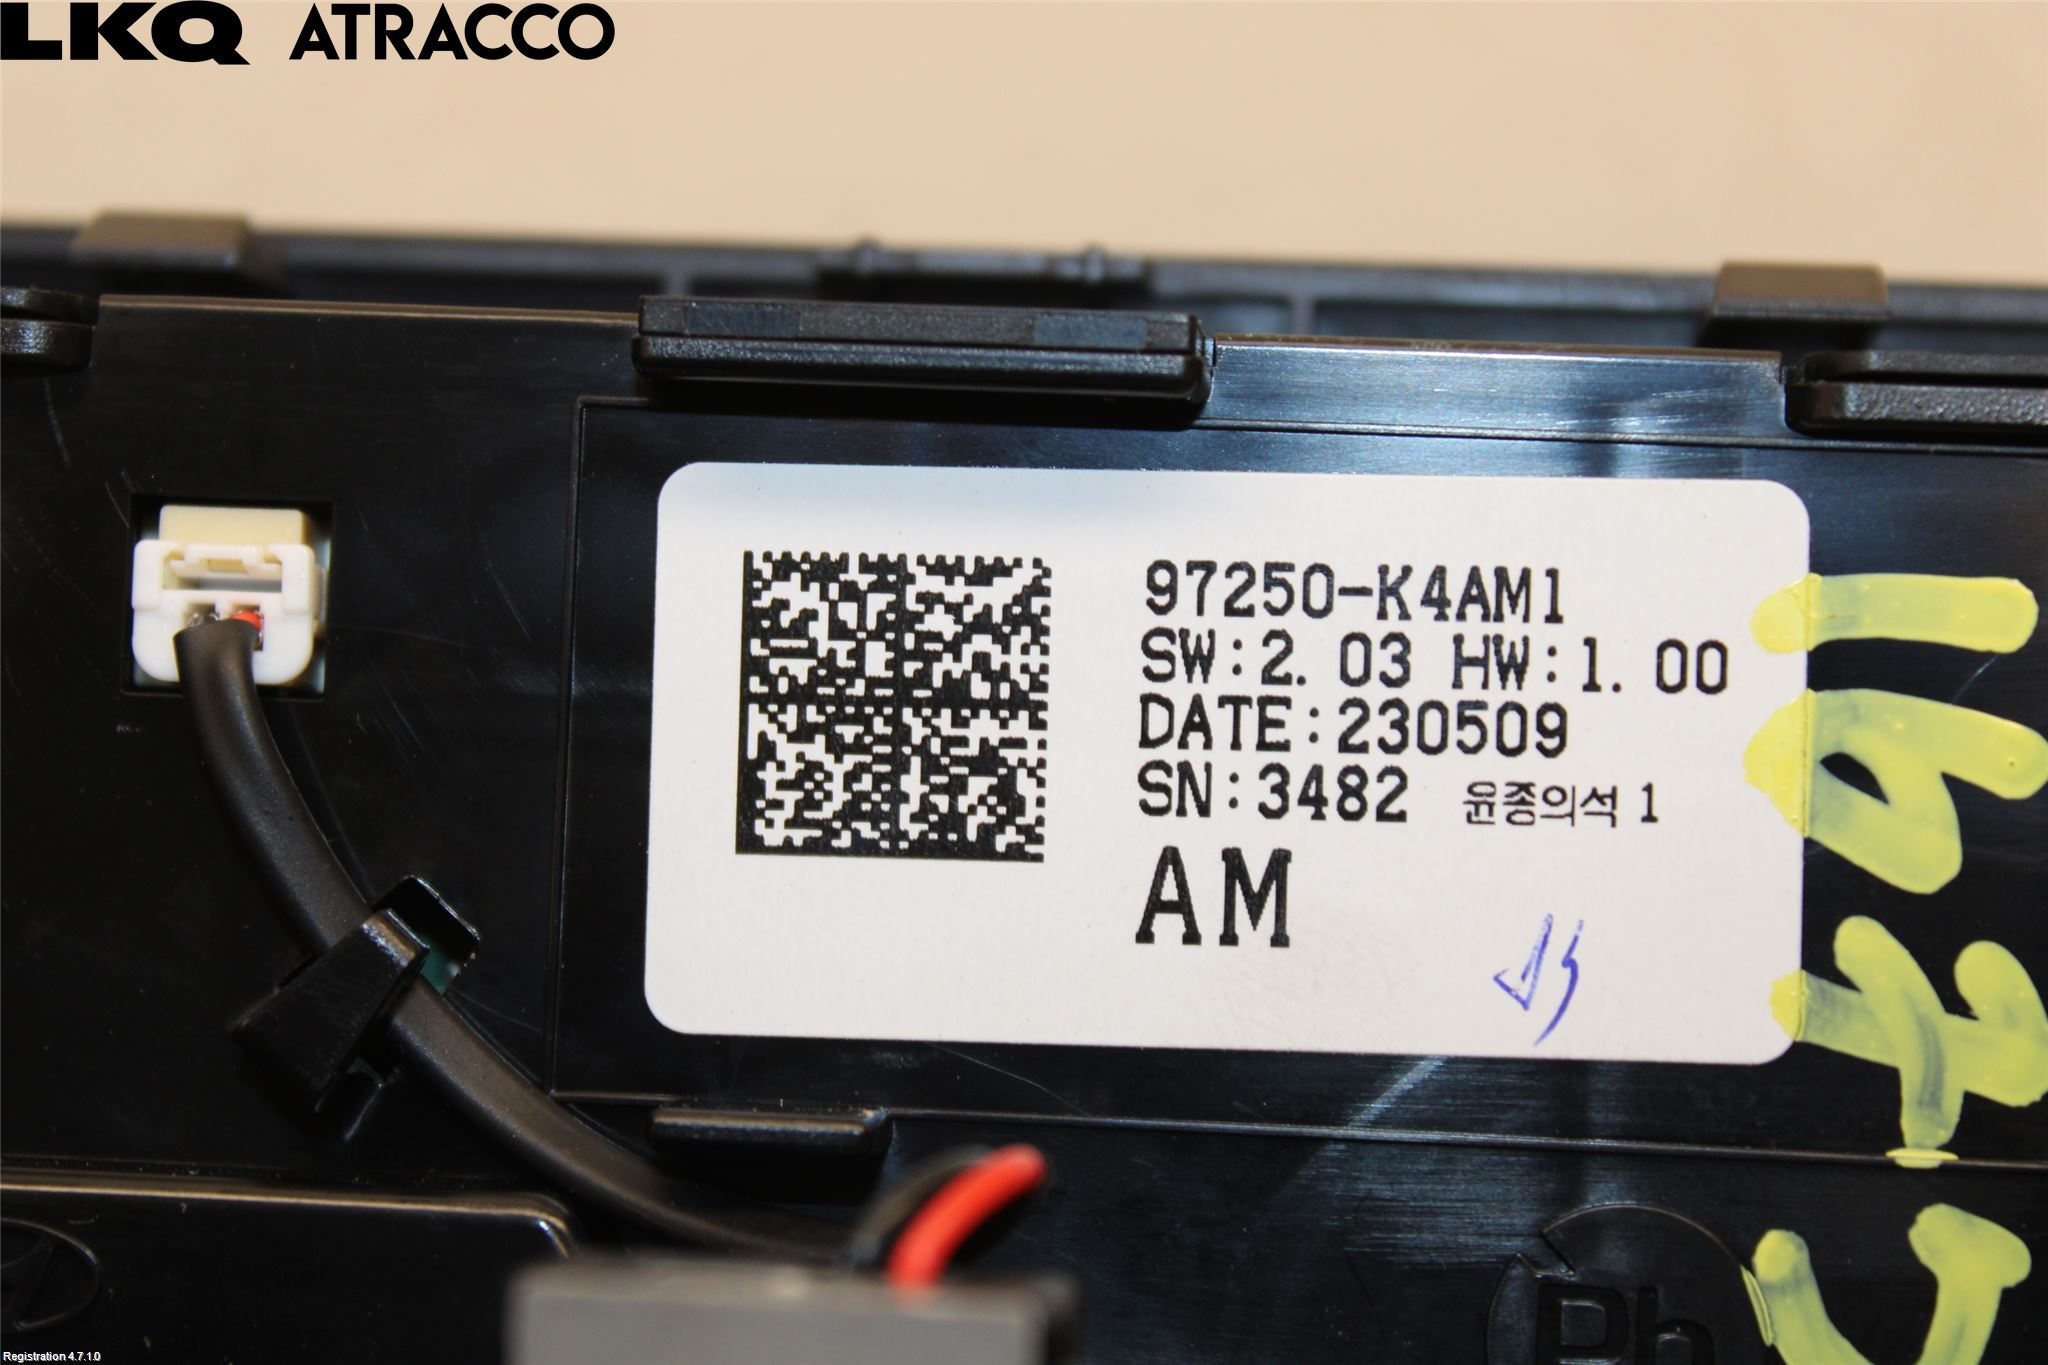 LKQ ATRACCO
97250-K4AM1
SW:2.03 HW:1.00
DATE:230509
SN:3482 윤종의석 1
AM
Ph
Registration 4.7.1.0